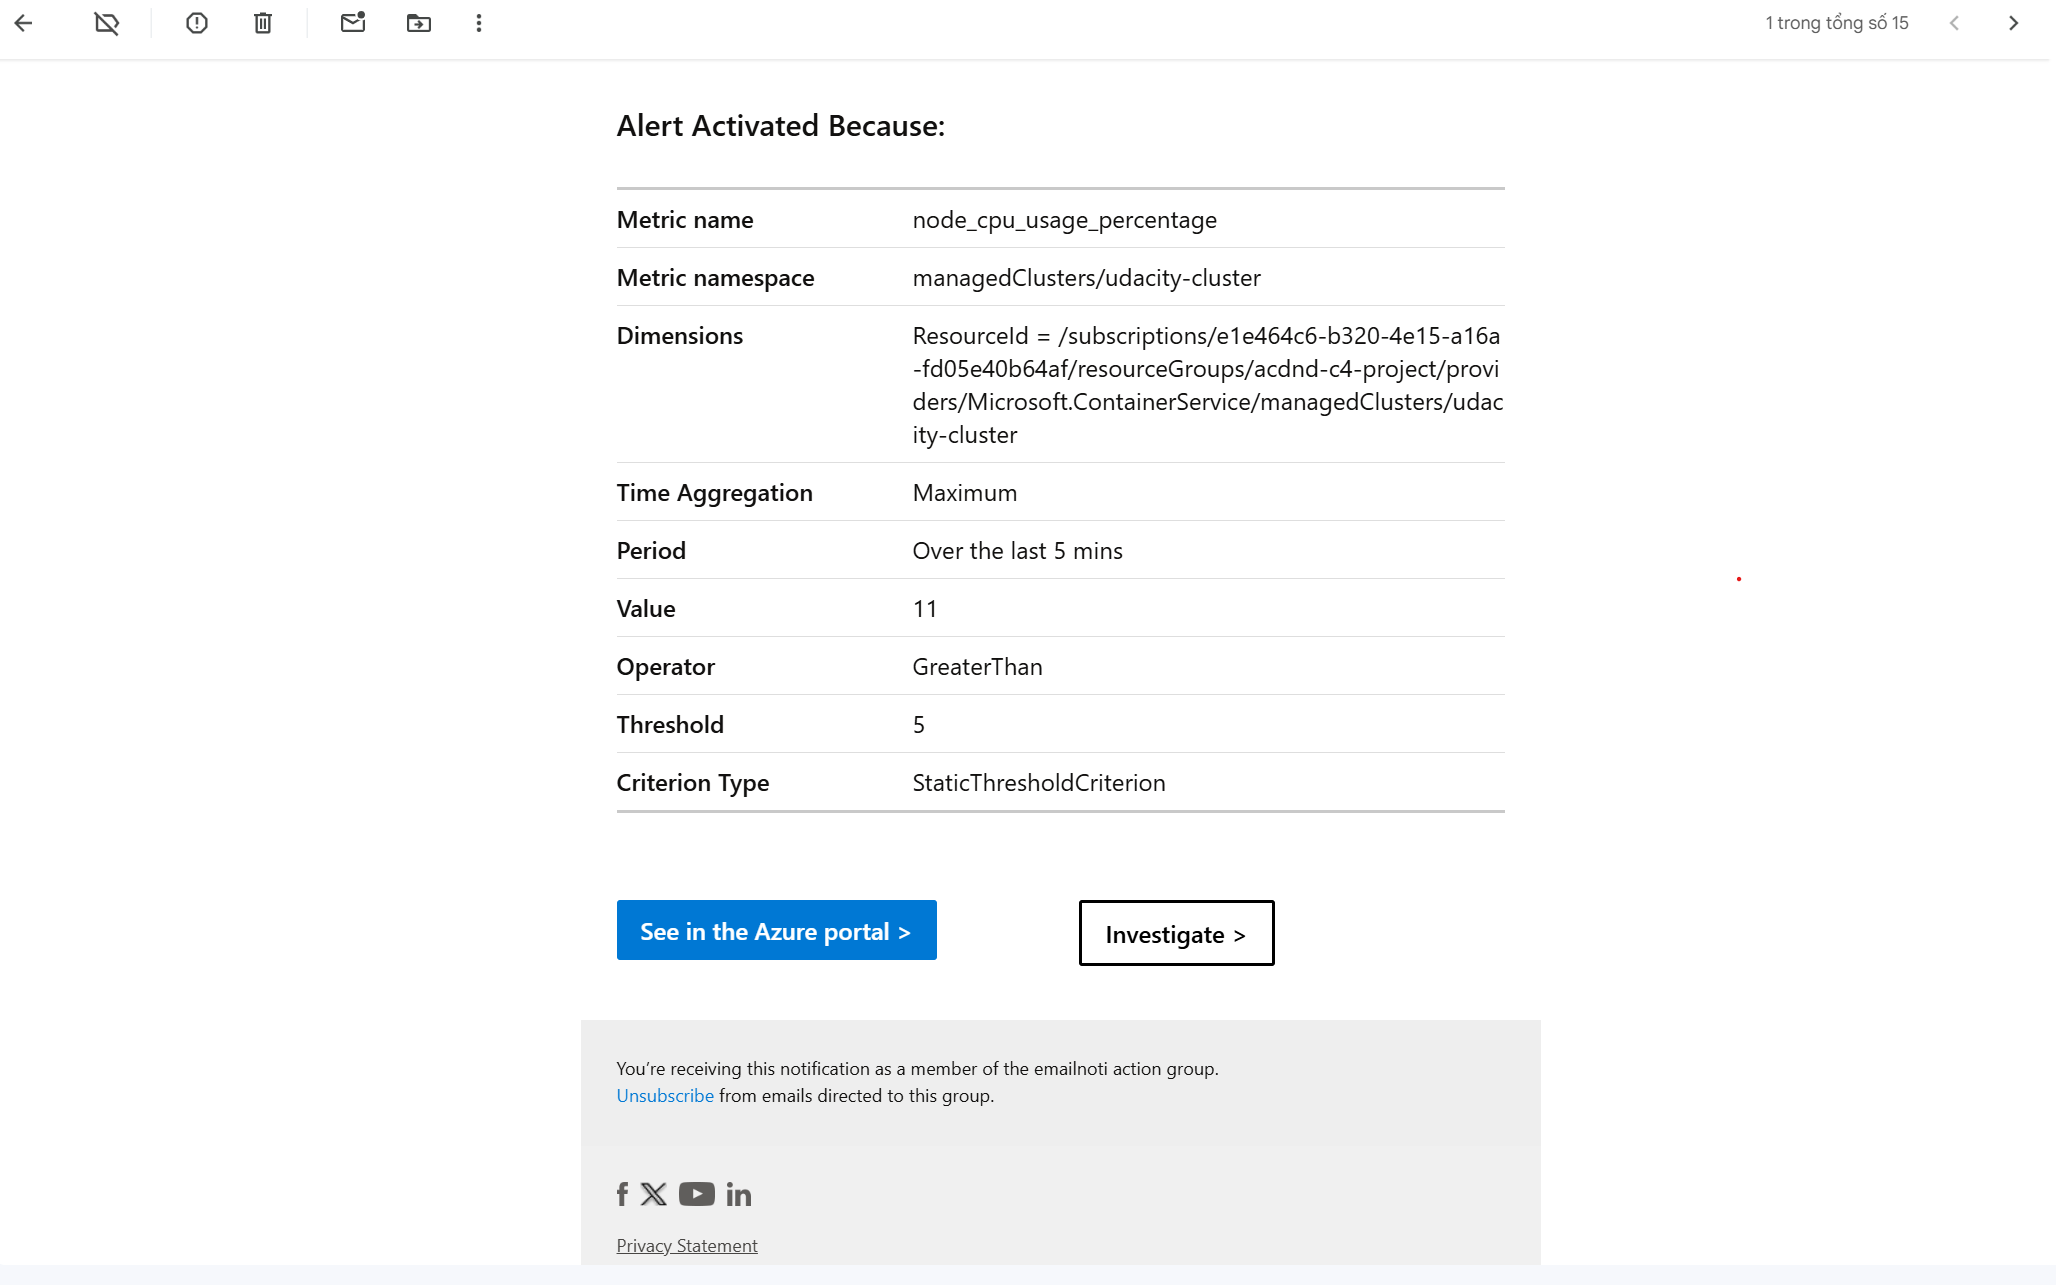 1 trong tổng số 15
Alert Activated Because:
Metric name node_cpu_usage_percentage
Metric namespace managedClusters/udacity-cluster
Dimensions ResourceId = /subscriptions/e1e464c6-b320-4e15-a16a
-fd05e40b64af/resourceGroups/acdnd-c4-project/provi
ders/Microsoft.ContainerService/managedClusters/udac
ity-cluster
Time Aggregation Maximum
Period Over the last 5 mins
Value 11
Operator GreaterThan
Threshold 5
Criterion Type StaticThresholdCriterion
See in the Azure portal > Investigate >
You’re receiving this notification as a member of the emailnoti action group.
Unsubscribe from emails directed to this group.
Privacy Statement